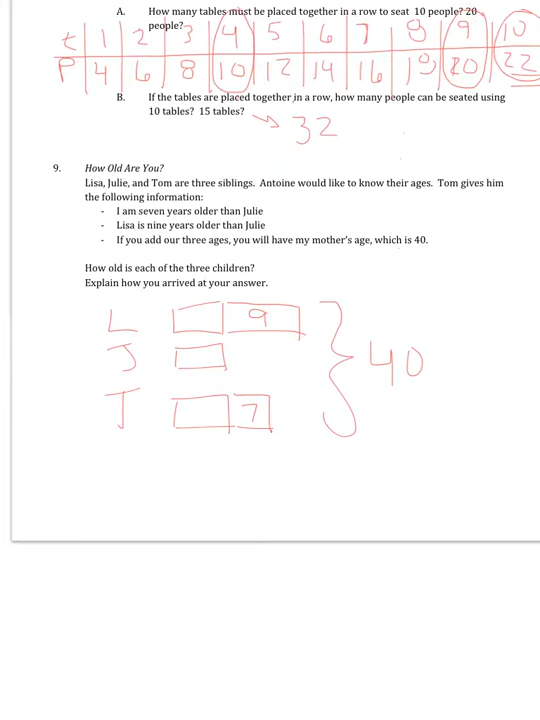 A. How many tables must be placed together in a row to seat 10 people? 20
people?
t 1 2 3 4 5 6 7 8 9 10
P 4 6 8 10 12 14 16 18 20 22
B. If the tables are placed together in a row, how many people can be seated using
10 tables? 15 tables?
32
9. How Old Are You?
Lisa, Julie, and Tom are three siblings. Antoine would like to know their ages. Tom gives him
the following information:
- I am seven years older than Julie
- Lisa is nine years older than Julie
- If you add our three ages, you will have my mother's age, which is 40.
How old is each of the three children?
Explain how you arrived at your answer.
L 9
J 40
T 7